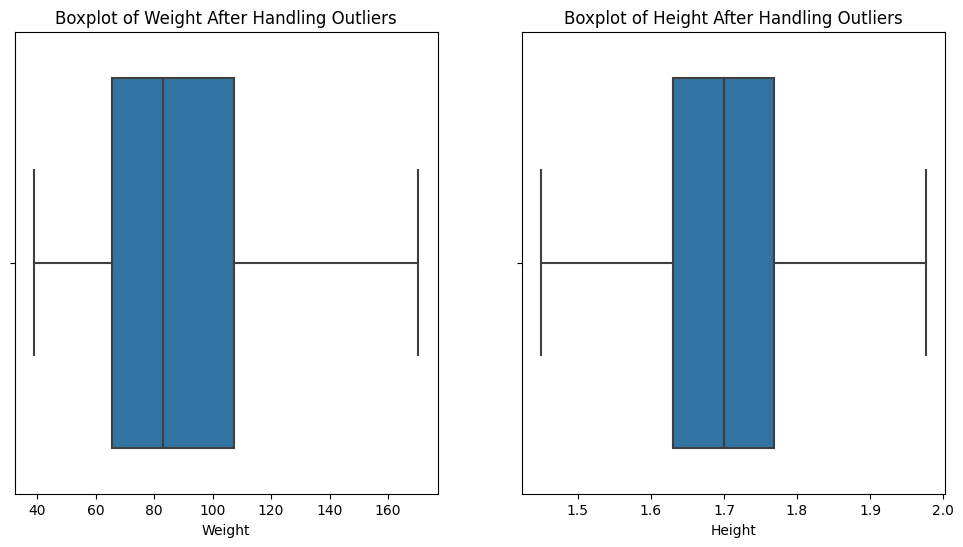 Boxplot of Weight After Handling Outliers
40 60 80 100 120 140 160
Weight
Boxplot of Height After Handling Outliers
1.5 1.6 1.7 1.8 1.9 2.0
Height